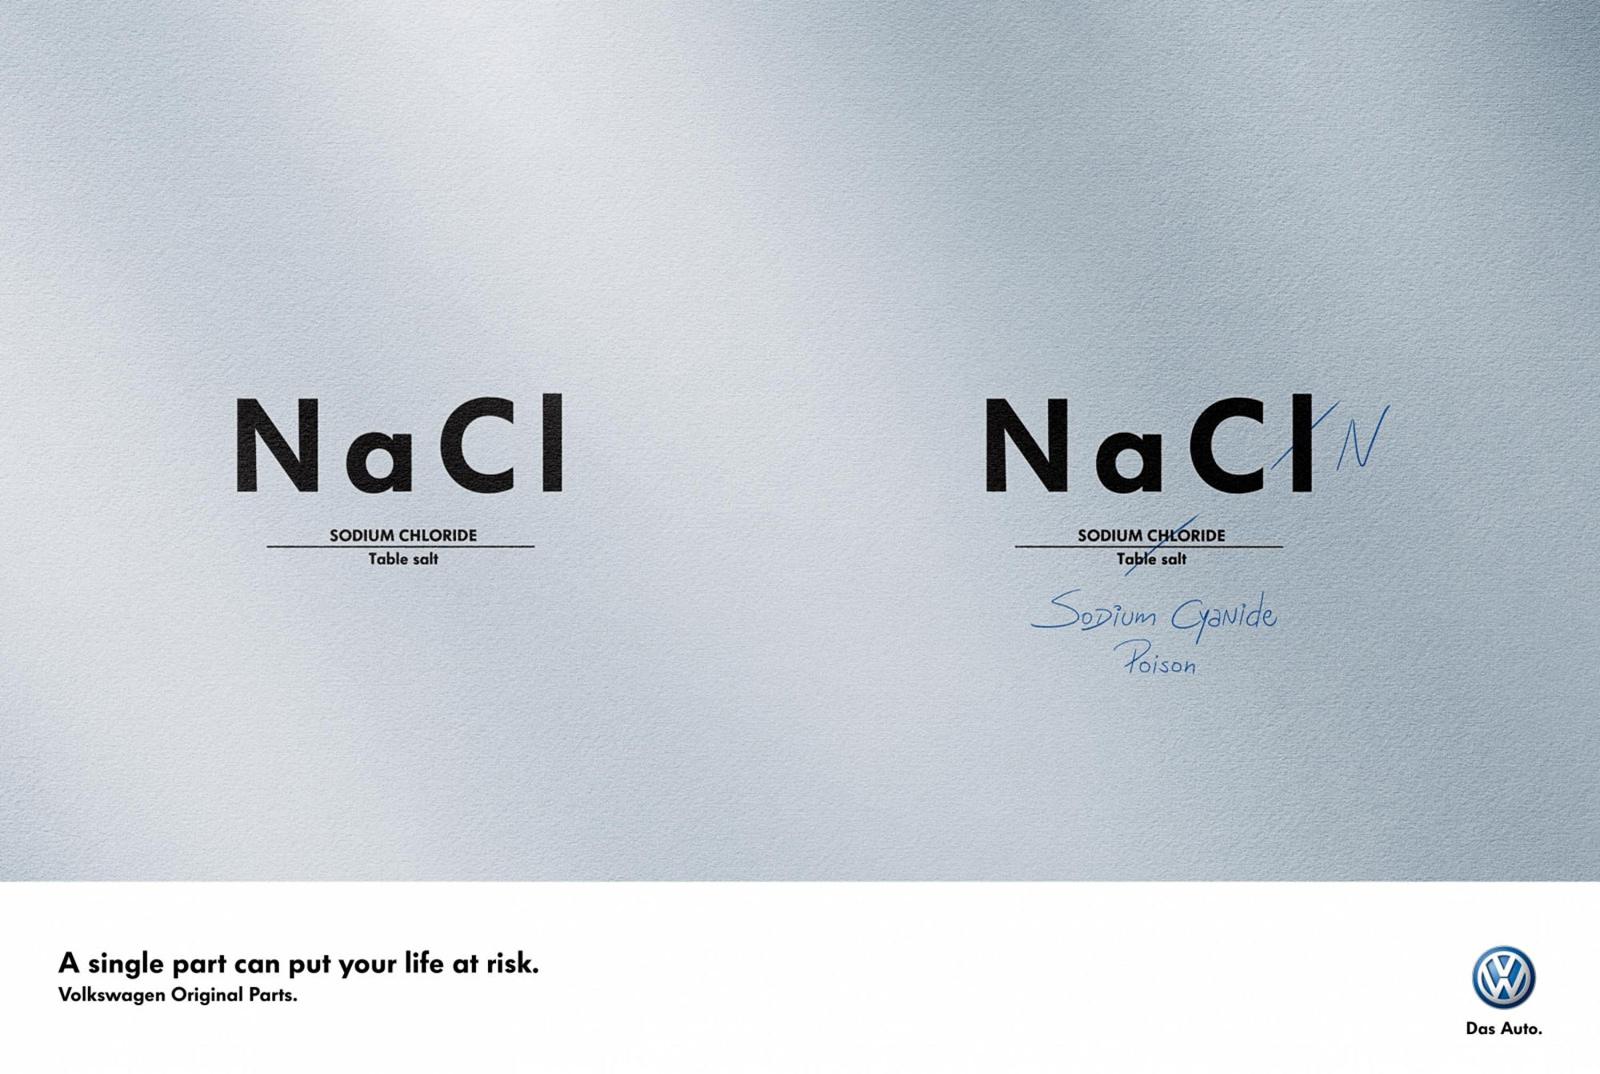 NaCl
SODIUM CHLORIDE
Table salt
NaCl N
SODIUM CHLORIDE
Table salt
Sodium Cyanide
Poison
A single part can put your life at risk.
Volkswagen Original Parts.
VW
Das Auto.